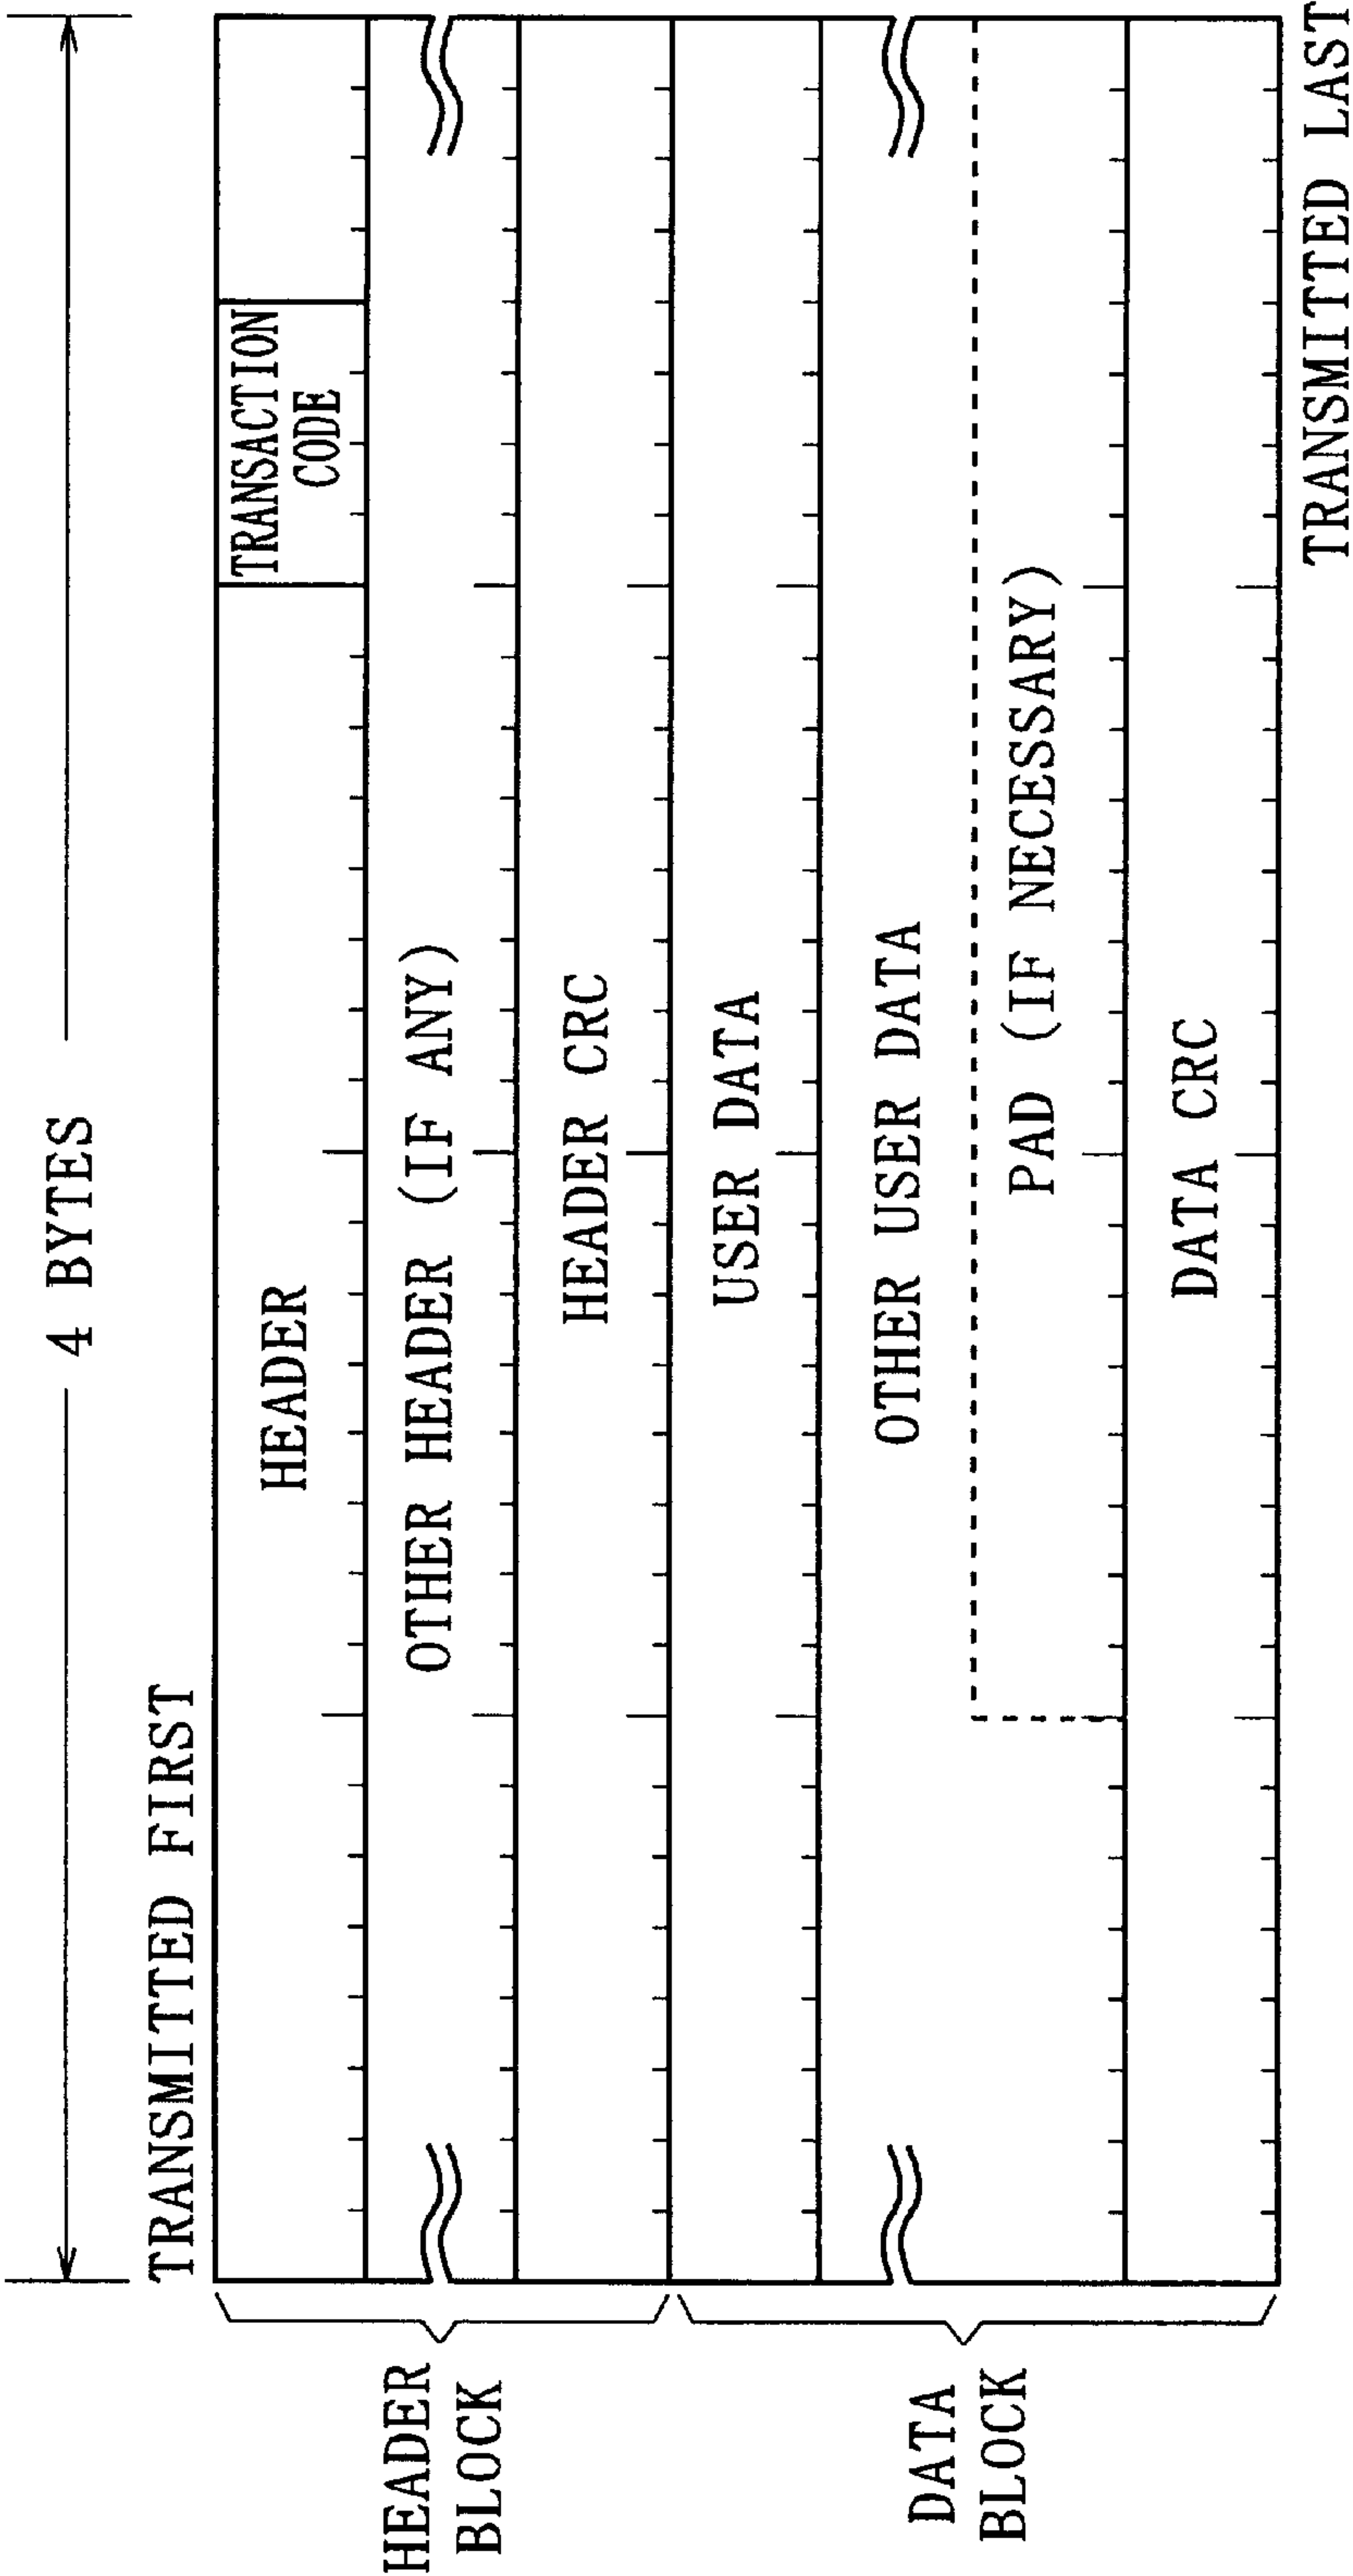 4 BYTES
TRANSMITTED FIRST
HEADER
TRANSACTION
CODE
OTHER HEADER (IF ANY)
HEADER CRC
HEADER
BLOCK
USER DATA
OTHER USER DATA
PAD (IF NECESSARY)
DATA CRC
DATA
BLOCK
TRANSMITTED LAST